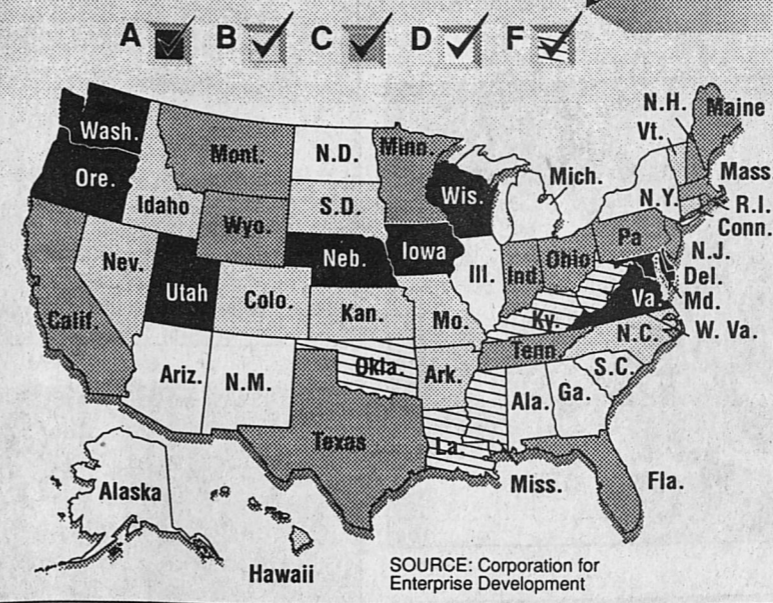 A B C D F
N.H. Maine
Wash. Vt.
Mont. N.D. Minn.
Ore. Mich. Mass
Idaho S.D. Wis. N.Y. R.I.
Wyo. Conn.
Nev. Neb. Iowa Ill. Ind Ohio Pa N.J.
Utah Colo. Del.
Calif. Kan. Mo. Ky. Va. Md.
N.C. W. Va.
Ariz. N.M. Okla. Ark. Tenn. S.C.
Ala. Ga.
Texas La.
Alaska Miss. Fla.
Hawaii
SOURCE: Corporation for
Enterprise Development